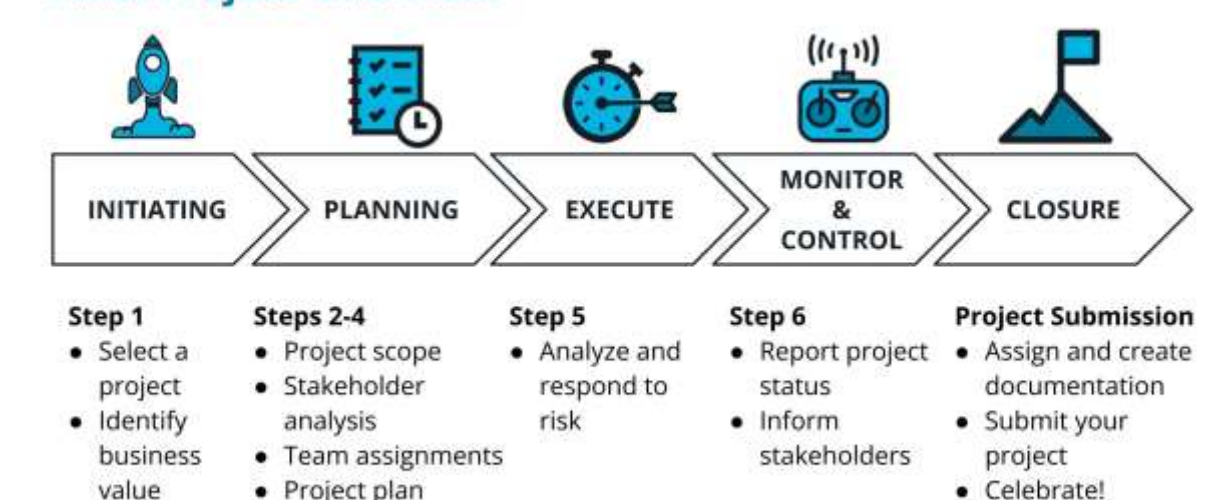 INITIATING
PLANNING
EXECUTE
MONITOR
&
CONTROL
CLOSURE
Step 1
● Select a
project
● Identify
business
value
Steps 2-4
● Project scope
● Stakeholder
analysis
● Team assignments
● Project plan
Step 5
● Analyze and
respond to
risk
Step 6
● Report project
status
● Inform
stakeholders
Project Submission
● Assign and create
documentation
● Submit your
project
● Celebrate!